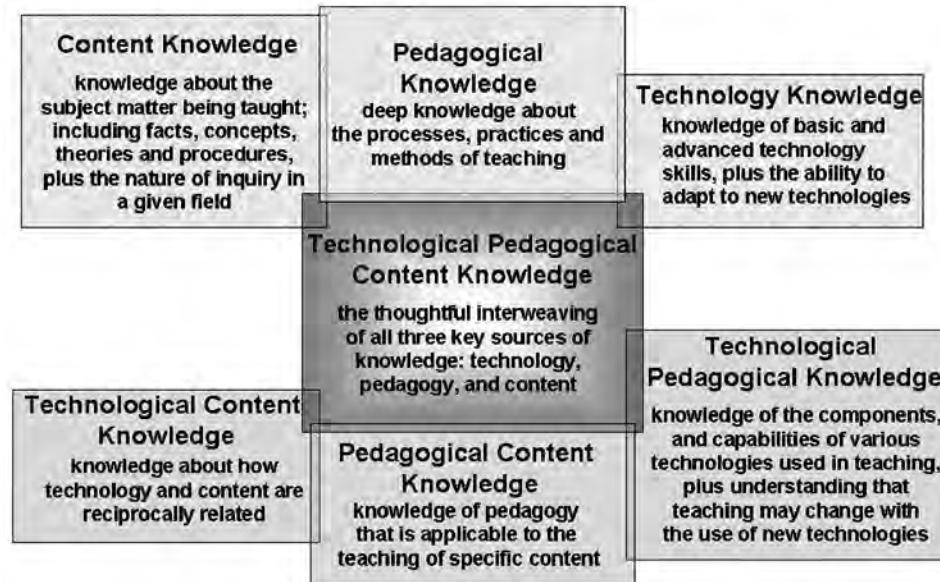 Content Knowledge
knowledge about the
subject matter being taught;
including facts, concepts,
theories and procedures,
plus the nature of inquiry in
a given field
Pedagogical
Knowledge
deep knowledge about
the processes, practices and
methods of teaching
Technology Knowledge
knowledge of basic and
advanced technology
skills, plus the ability to
adapt to new technologies
Technological Pedagogical
Content Knowledge
the thoughtful interweaving
of all three key sources of
knowledge: technology,
pedagogy, and content
Technological Content
Knowledge
knowledge about how
technology and content are
reciprocally related
Pedagogical Content
Knowledge
knowledge of pedagogy
that is applicable to the
teaching of specific content
Technological
Pedagogical Knowledge
knowledge of the components,
and capabilities of various
technologies used in teaching,
plus understanding that
teaching may change with
the use of new technologies